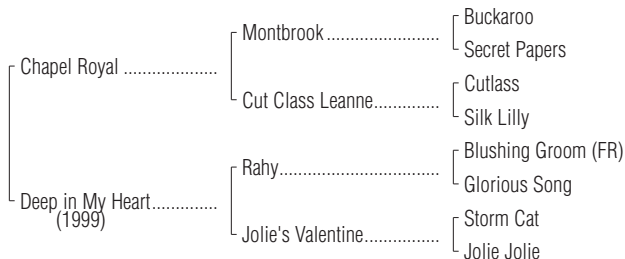 Buckaroo
Montbrook
Secret Papers
Chapel Royal
Cutlass
Cut Class Leanne
Silk Lilly
Blushing Groom (FR)
Rahy
Glorious Song
Deep in My Heart
(1999)
Storm Cat
Jolie's Valentine
Jolie Jolie